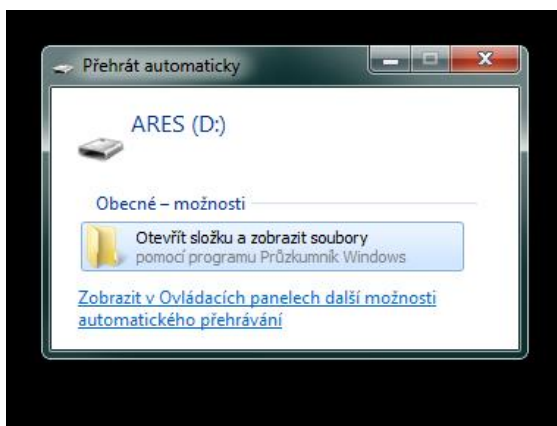 Přehrát automaticky
ARES (D:)
Obecné – možnosti
Otevřít složku a zobrazit soubory
pomocí programu Průzkumník Windows
Zobrazit v Ovládacích panelech další možnosti
automatického přehrávání